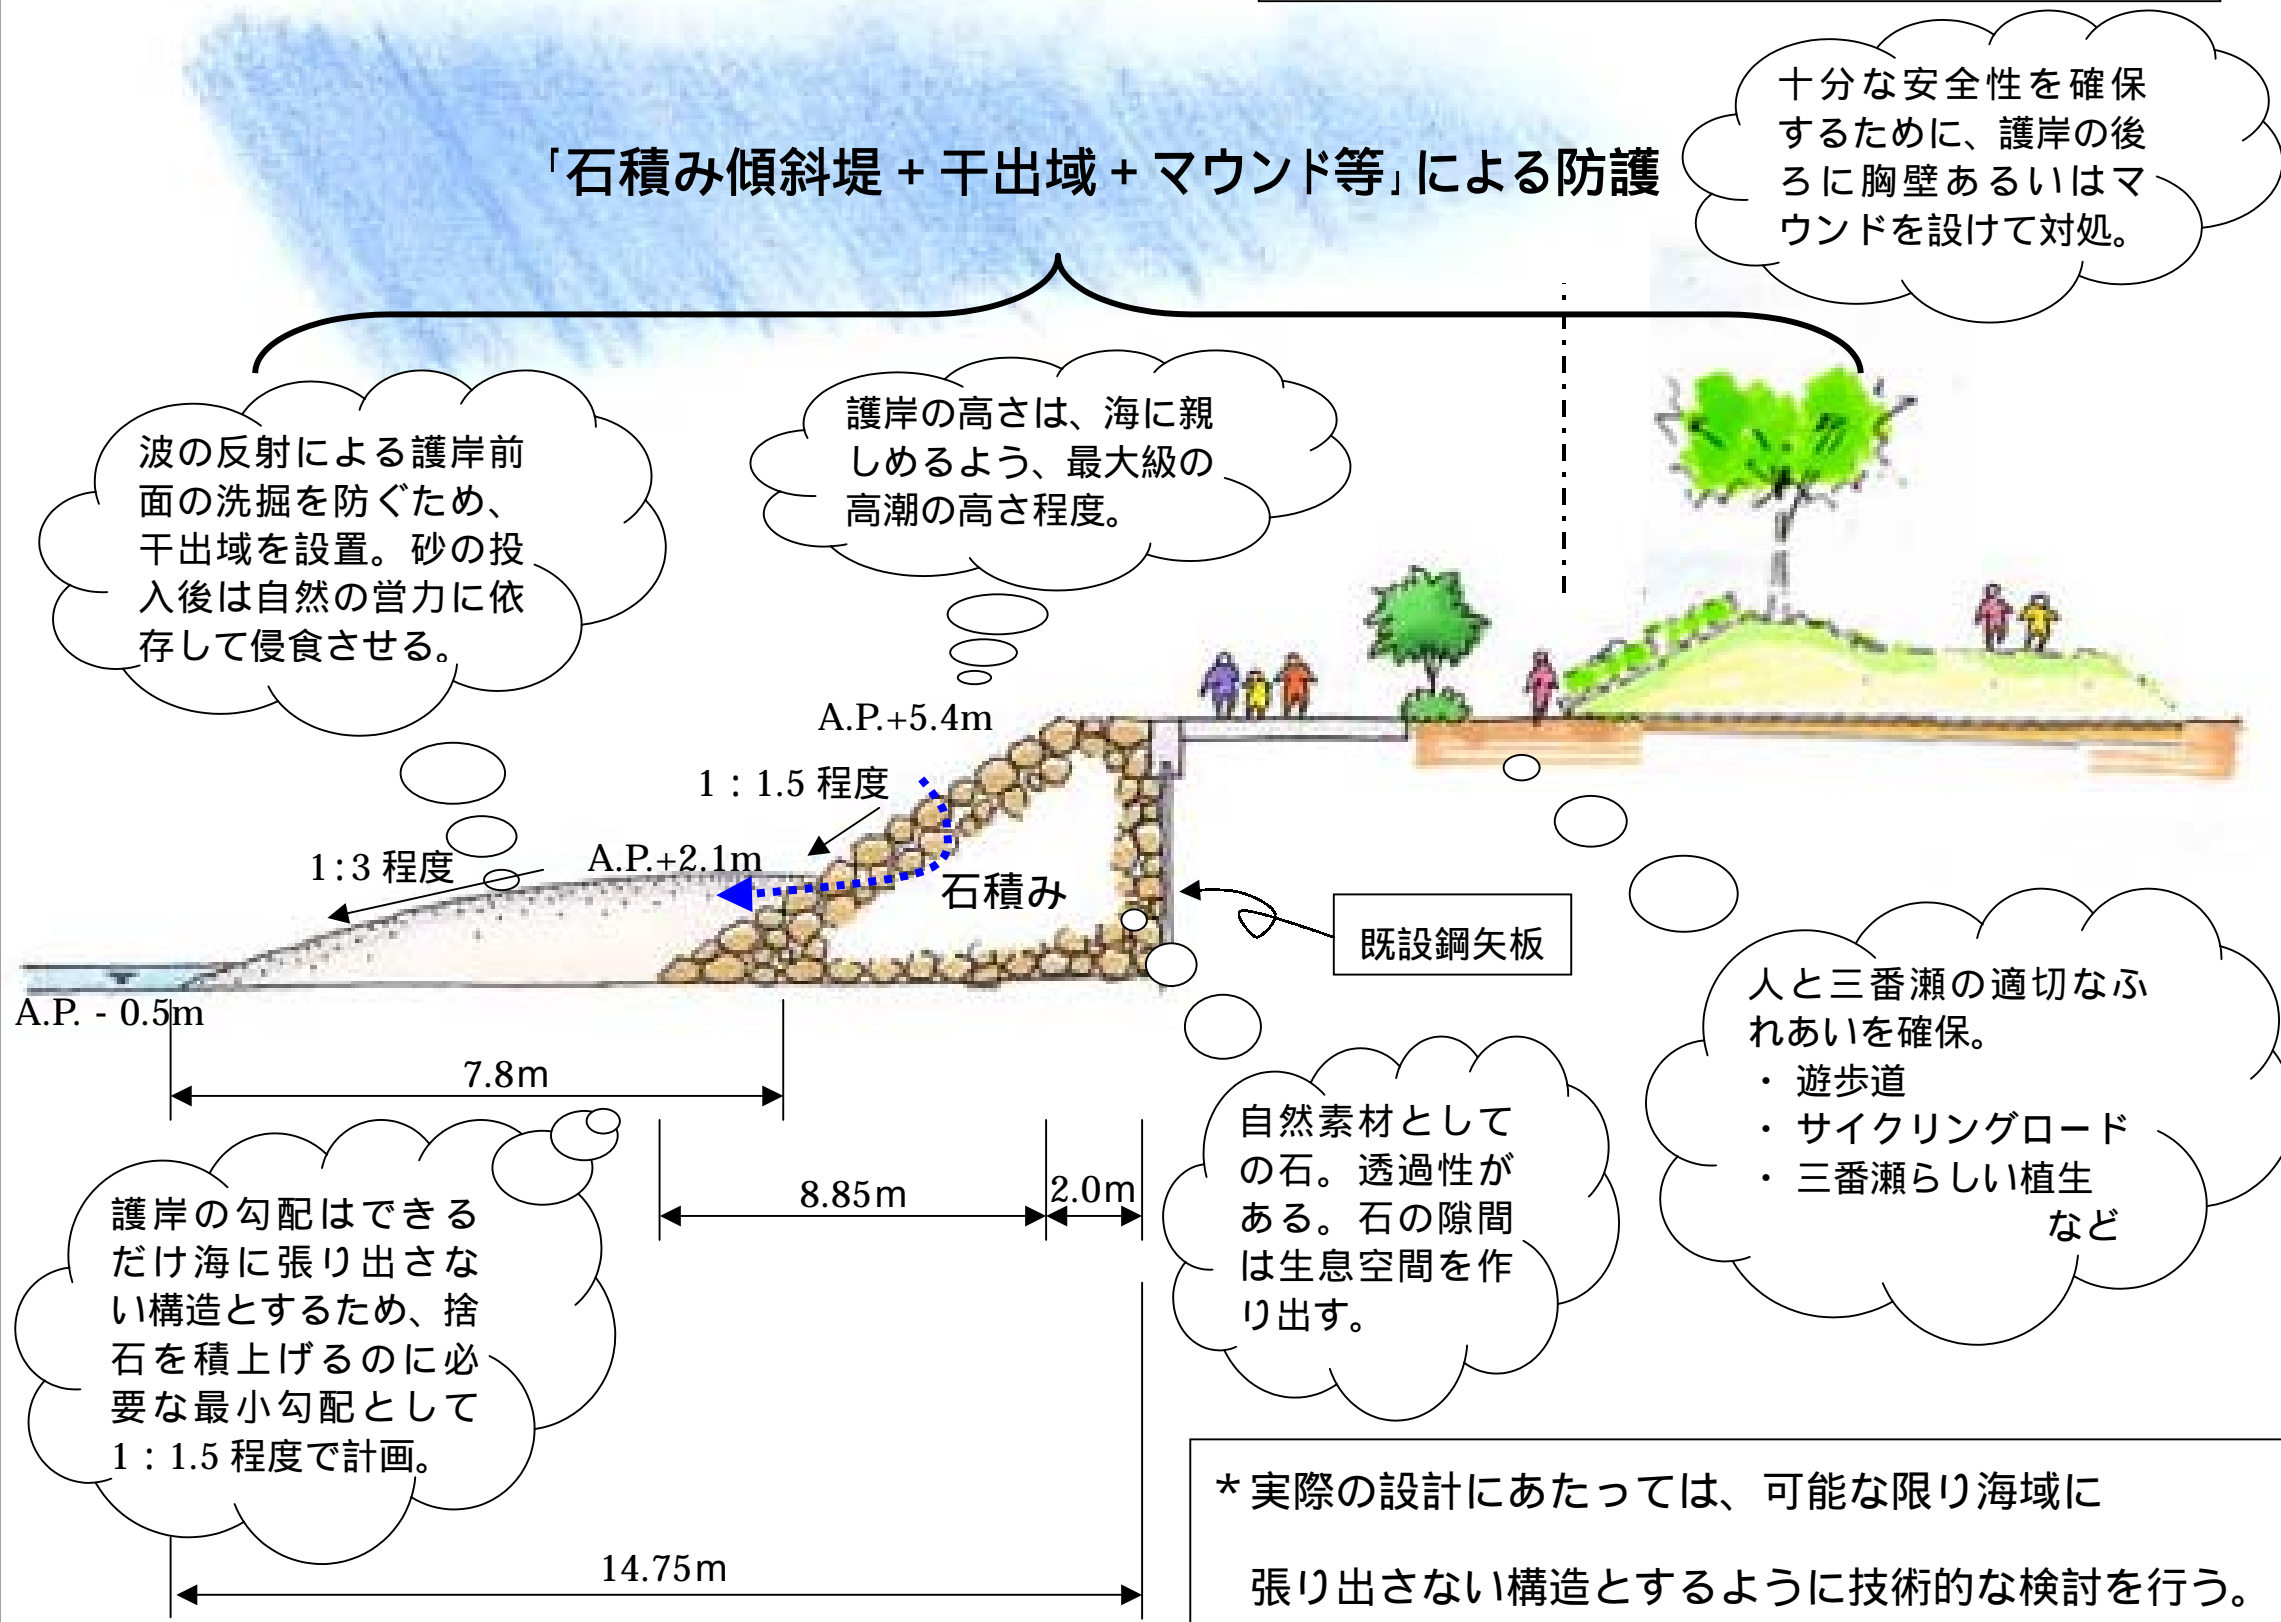 「石積み傾斜堤+干出域+マウンド等」による防護
十分な安全性を確保
するために、護岸の後
ろに胸壁あるいはマ
ウンドを設けて対処。
波の反射による護岸前
面の洗掘を防ぐため、
干出域を設置。砂の投
入後は自然の営力に依
存して侵食させる。
護岸の高さは、海に親
しめるよう、最大級の
高潮の高さ程度。
A.P.+5.4m
1:1.5 程度
1:3 程度
A.P.+2.1m
石積み
既設鋼矢板
A.P. - 0.5m
7.8m
8.85m
2.0m
14.75m
人と三番瀬の適切なふ
れあいを確保。
・ 遊歩道
・ サイクリングロード
・ 三番瀬らしい植生
など
自然素材として
の石。透過性が
ある。石の隙間
は生息空間を作
り出す。
護岸の勾配はできる
だけ海に張り出さな
い構造とするため、捨
石を積上げるのに必
要な最小勾配として
1:1.5 程度で計画。
*実際の設計にあたっては、可能な限り海域に
張り出さない構造とするように技術的な検討を行う。